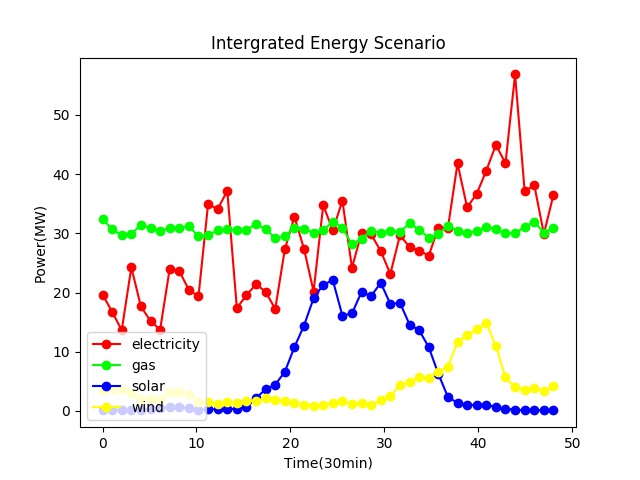 Intergrated Energy Scenario
Power(MW)
50
40
30
20
10
0
electricity
gas
solar
wind
0 10 20 30 40 50
Time(30min)